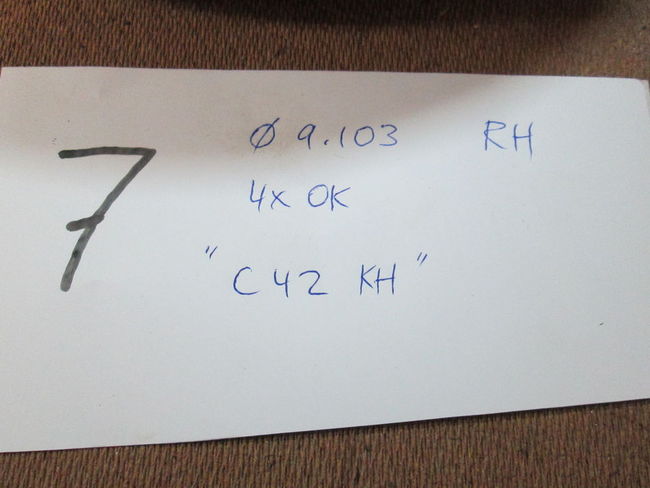 7
Ø 9.103 RH
4x OK
"C42 KH"